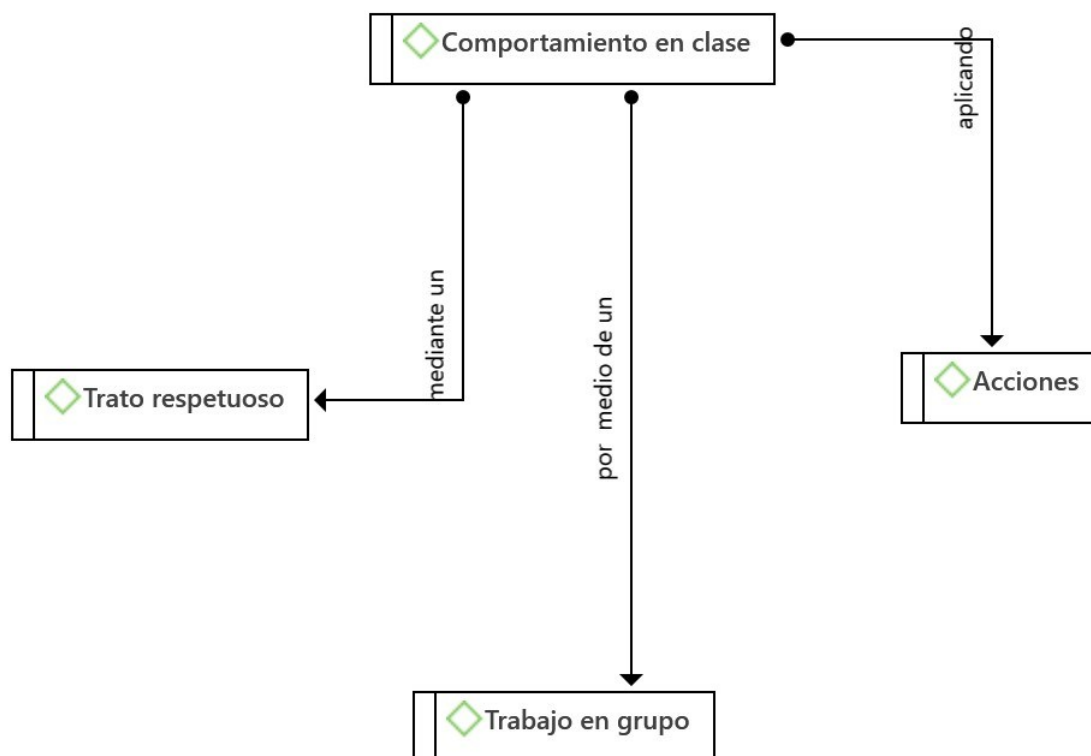 Comportamiento en clase
aplicando
mediante un
por medio de un
Trato respetuoso
Acciones
Trabajo en grupo